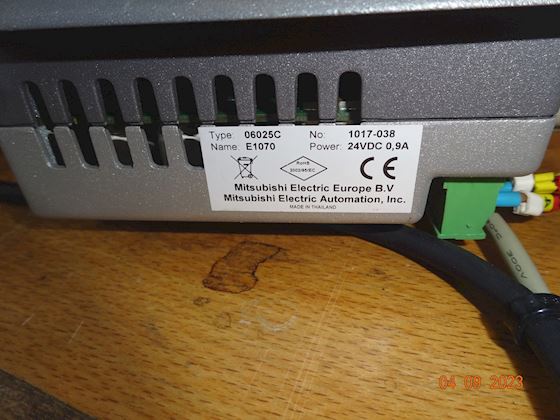 Type: 06025C No: 1017-038
Name: E1070 Power: 24VDC 0,9A
RoHS
2002/95/EC
CE
Mitsubishi Electric Europe B.V
Mitsubishi Electric Automation, Inc.
MADE IN THAILAND
04 09 2023